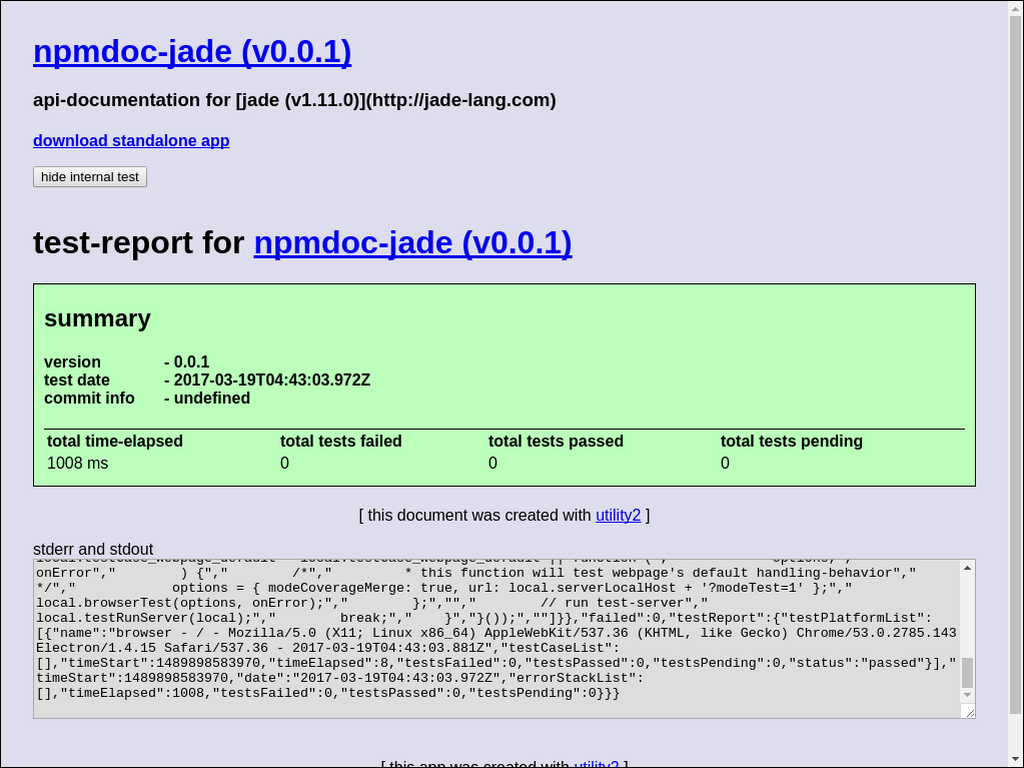 npmdoc-jade (v0.0.1)
api-documentation for [jade (v1.11.0)](http://jade-lang.com)
download standalone app
hide internal test
test-report for npmdoc-jade (v0.0.1)
summary
version - 0.0.1
test date - 2017-03-19T04:43:03.972Z
commit info - undefined
total time-elapsed total tests failed total tests passed total tests pending
1008 ms 0 0 0
[ this document was created with utility2 ]
stderr and stdout
local.testCase_webpage_default = local.testCase_webpage_default || function (","             options,","
onError","        ) {","        /*","         * this function will test webpage's default handling-behavior","
*/","            options = { modeCoverageMerge: true, url: local.serverLocalHost + '?modeTest=1' };","
local.browserTest(options, onError);","        };","","        // run test-server","
local.testRunServer(local);","        break;","    }","}());",""]}},"failed":0,"testReport":{"testPlatformList":
[{"name":"browser - / - Mozilla/5.0 (X11; Linux x86_64) AppleWebKit/537.36 (KHTML, like Gecko) Chrome/53.0.2785.143
Electron/1.4.15 Safari/537.36 - 2017-03-19T04:43:03.881Z","testCaseList":
[],"timeStart":1489898583970,"timeElapsed":8,"testsFailed":0,"testsPassed":0,"testsPending":0,"status":"passed"}],"
timeStart":1489898583970,"date":"2017-03-19T04:43:03.972Z","errorStackList":
[],"timeElapsed":1008,"testsFailed":0,"testsPassed":0,"testsPending":0}}}
[ this app was created with utility2 ]